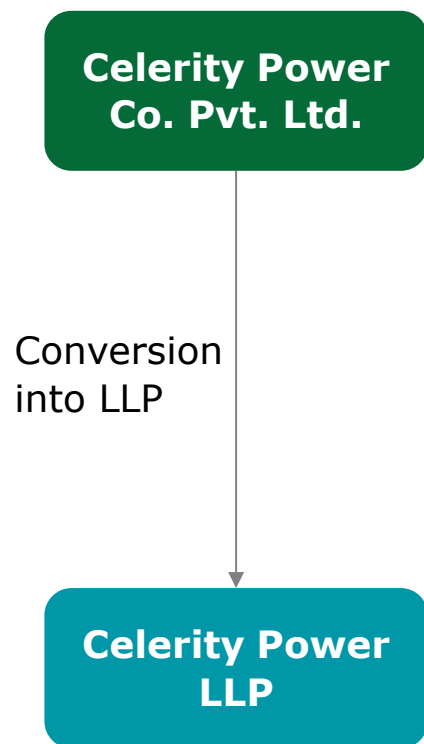 Celerity Power
Co. Pvt. Ltd.
Conversion
into LLP
Celerity Power
LLP